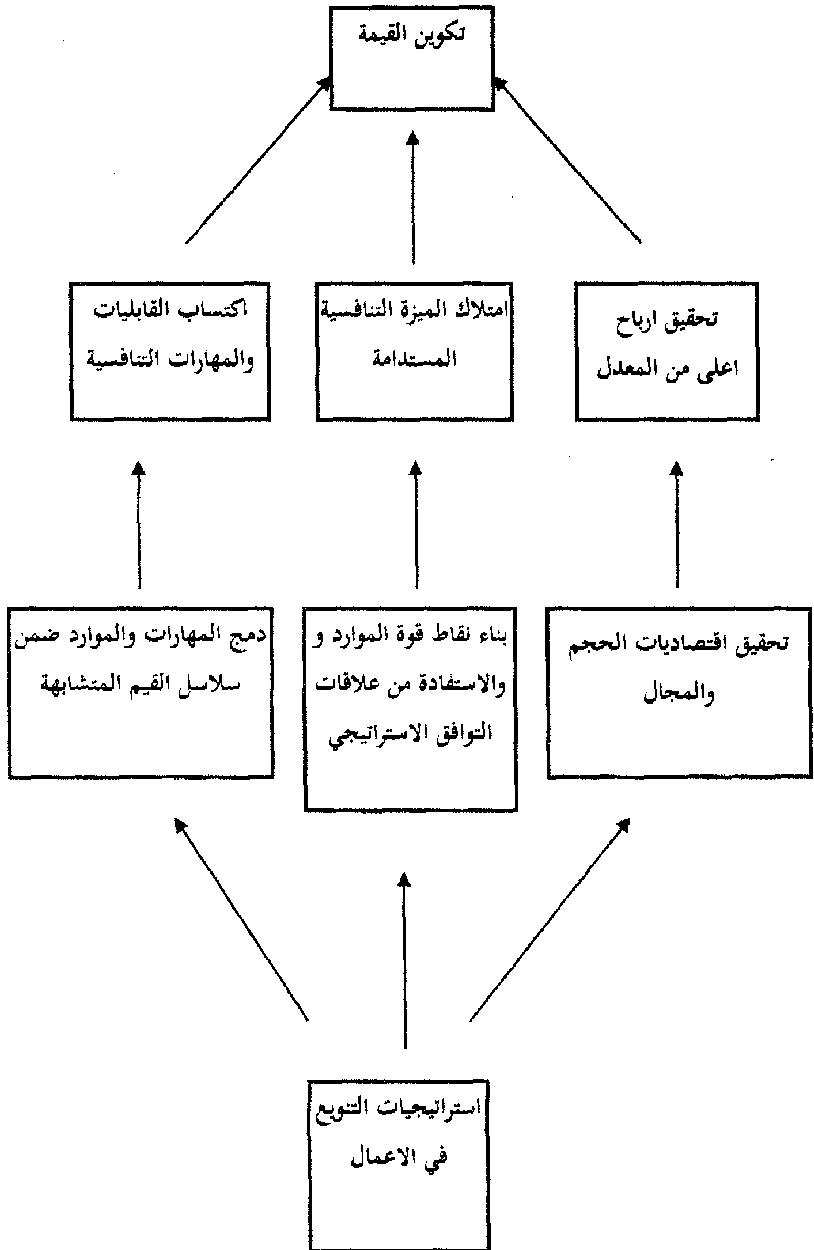 تكوين القيمة
تحقيق ارباح
اعلى من المعدل
امتلاك الميزة التنافسية
المستدامة
اكتساب القابليات
والمهارات التنافسية
تحقيق اقتصاديات الحجم
والمجال
بناء نقاط قوة الموارد و
والاستفادة من علاقات
التوافق الاستراتيجي
دمج المهارات والموارد ضمن
سلاسل القيم المتشابهة
استراتيجيات التنويع
في الاعمال